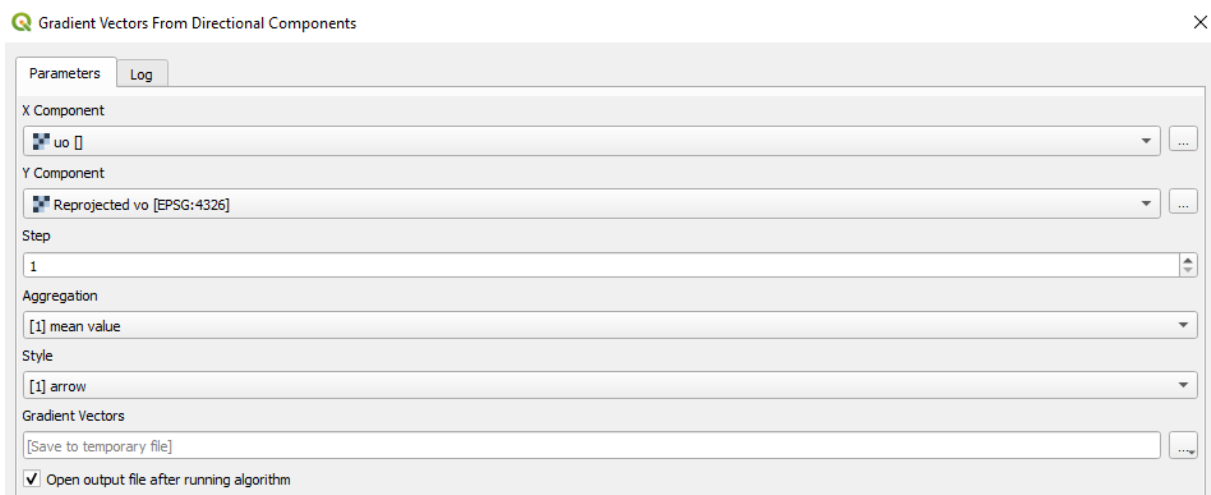 Gradient Vectors From Directional Components
Parameters Log
X Component
uo []
...
Y Component
Reprojected vo [EPSG:4326]
...
Step
1
Aggregation
[1] mean value
Style
[1] arrow
Gradient Vectors
[Save to temporary file]
...
Open output file after running algorithm